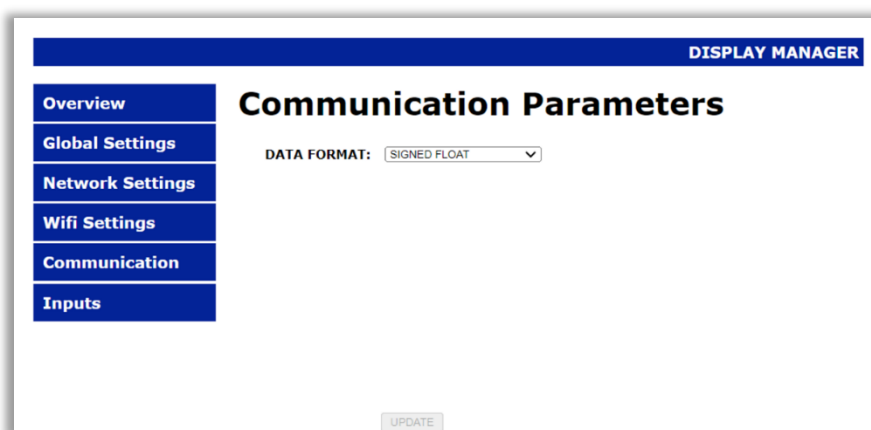 DISPLAY MANAGER
Overview
Global Settings
Network Settings
Wifi Settings
Communication
Inputs
Communication Parameters
DATA FORMAT: SIGNED FLOAT
UPDATE